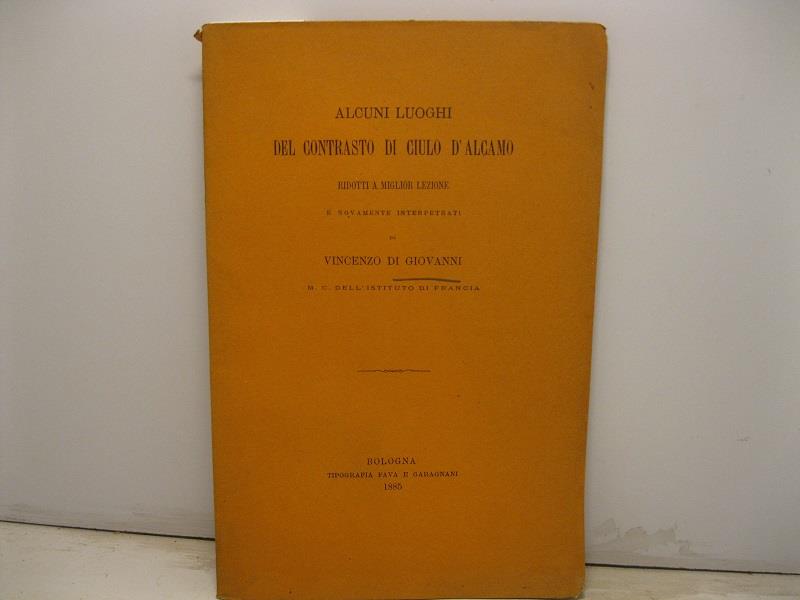 ALCUNI LUOGHI
DEL CONTRASTO DI CIULO D'ALCAMO
RIDOTTI A MIGLIOR LEZIONE
E NOVAMENTE INTERPETRATI
DI
VINCENZO DI GIOVANNI
M. C. DELL'ISTITUTO DI FRANCIA
BOLOGNA
TIPOGRAFIA FAVA E GARAGNANI
1885